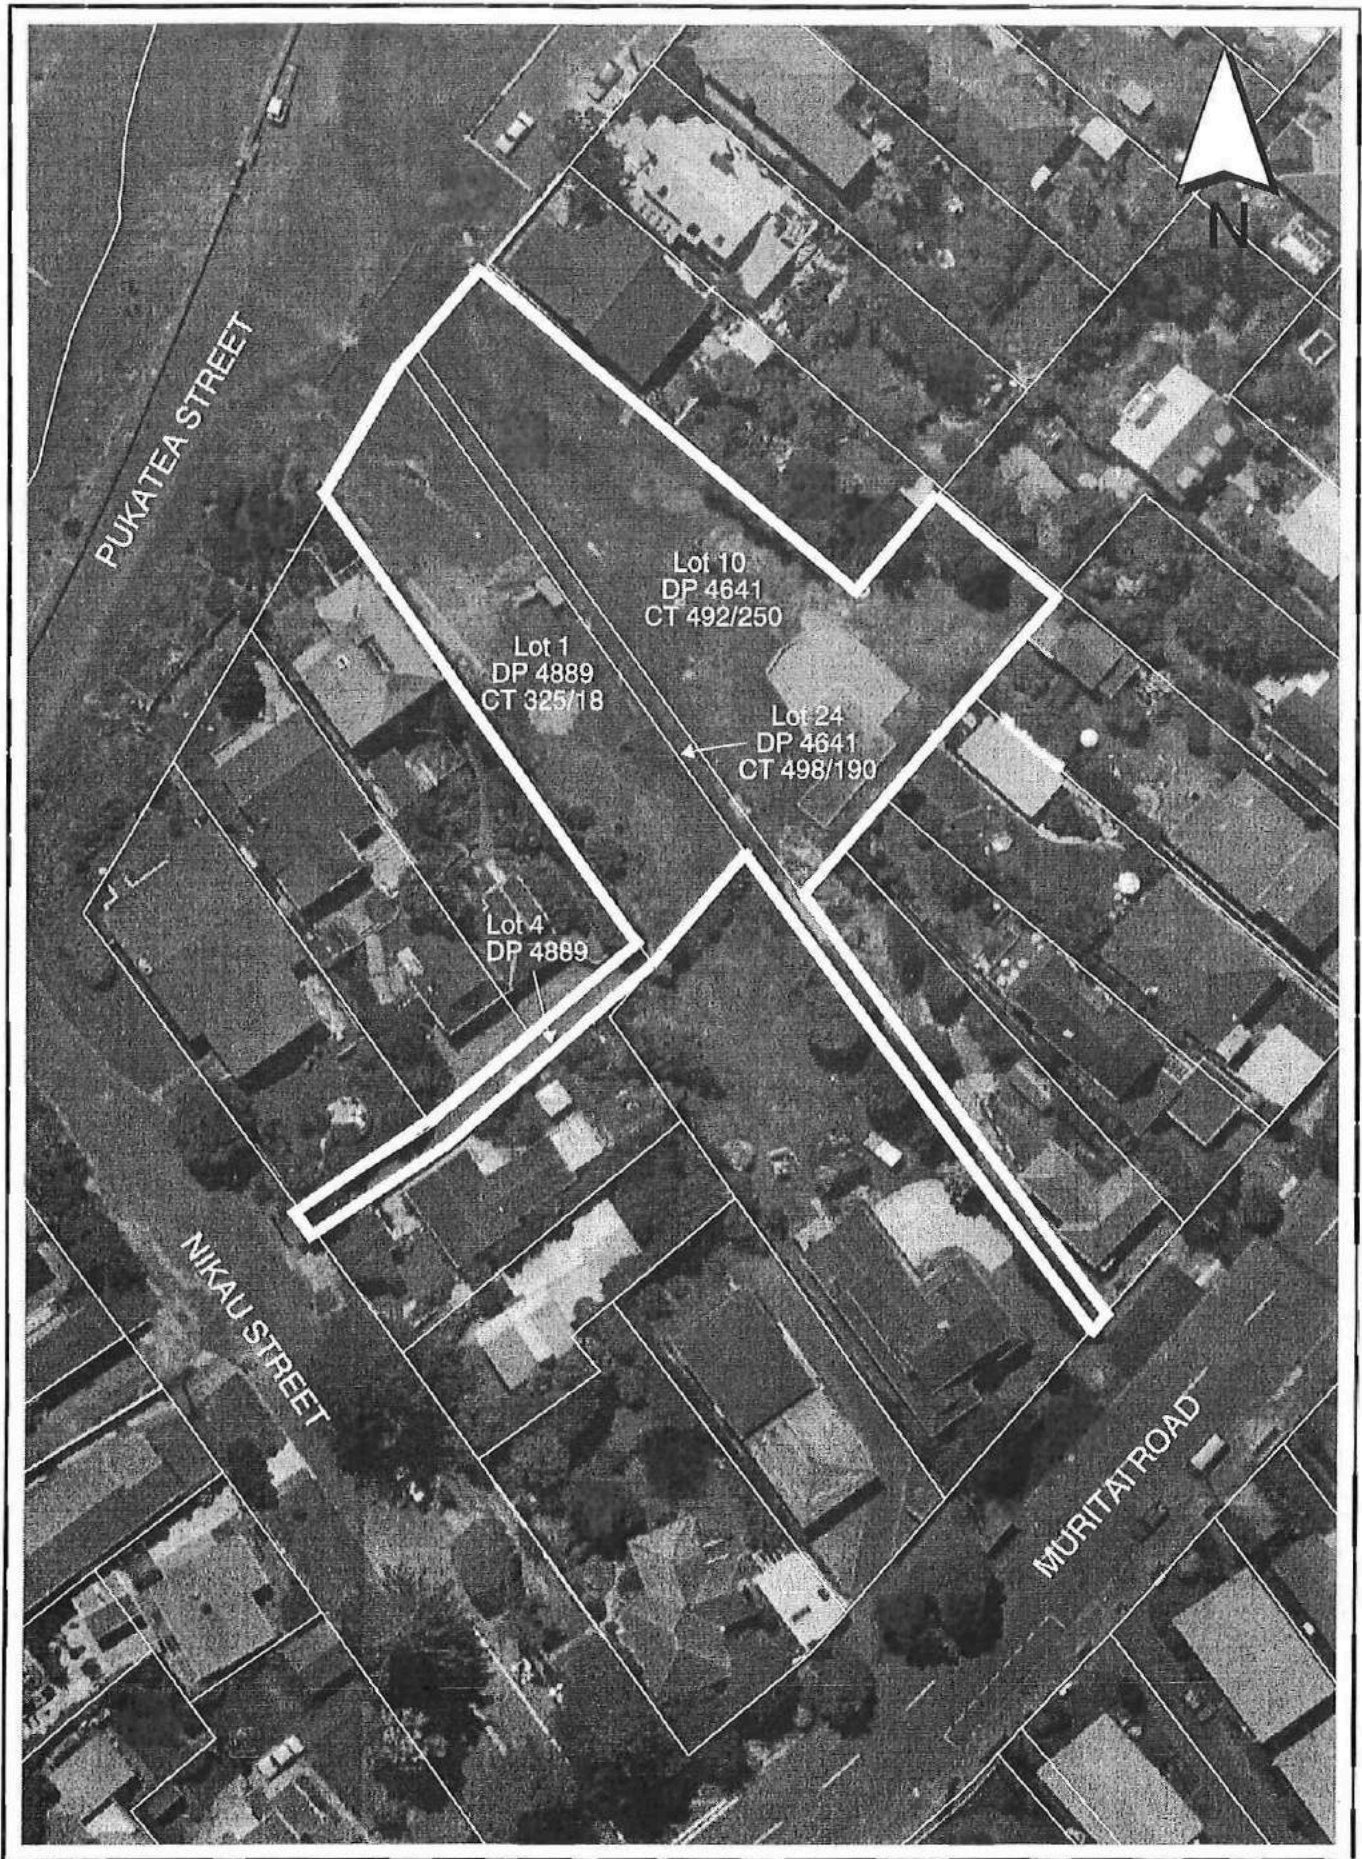 N
PUKATEA STREET
Lot 10
DP 4641
CT 492/250
Lot 1
DP 4889
CT 325/18
Lot 24
DP 4641
CT 498/190
Lot 4
DP 4889
NIKAU STREET
MURITAI ROAD